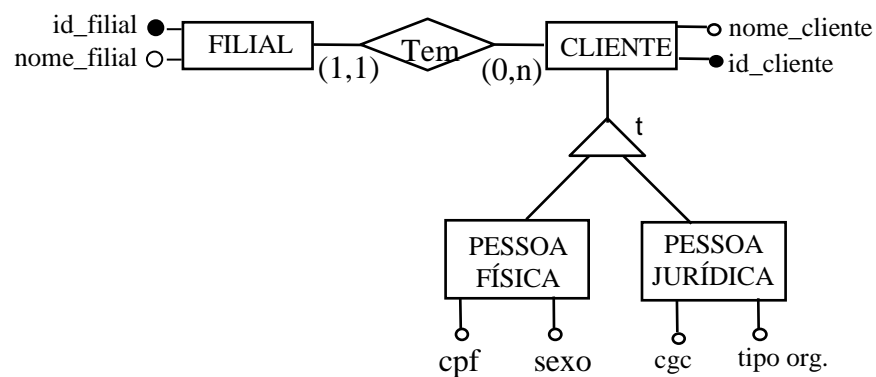 id_filial
nome_filial
FILIAL
(1,1)
Tem
(0,n)
CLIENTE
nome_cliente
id_cliente
t
PESSOA
FÍSICA
PESSOA
JURÍDICA
cpf
sexo
cgc
tipo org.